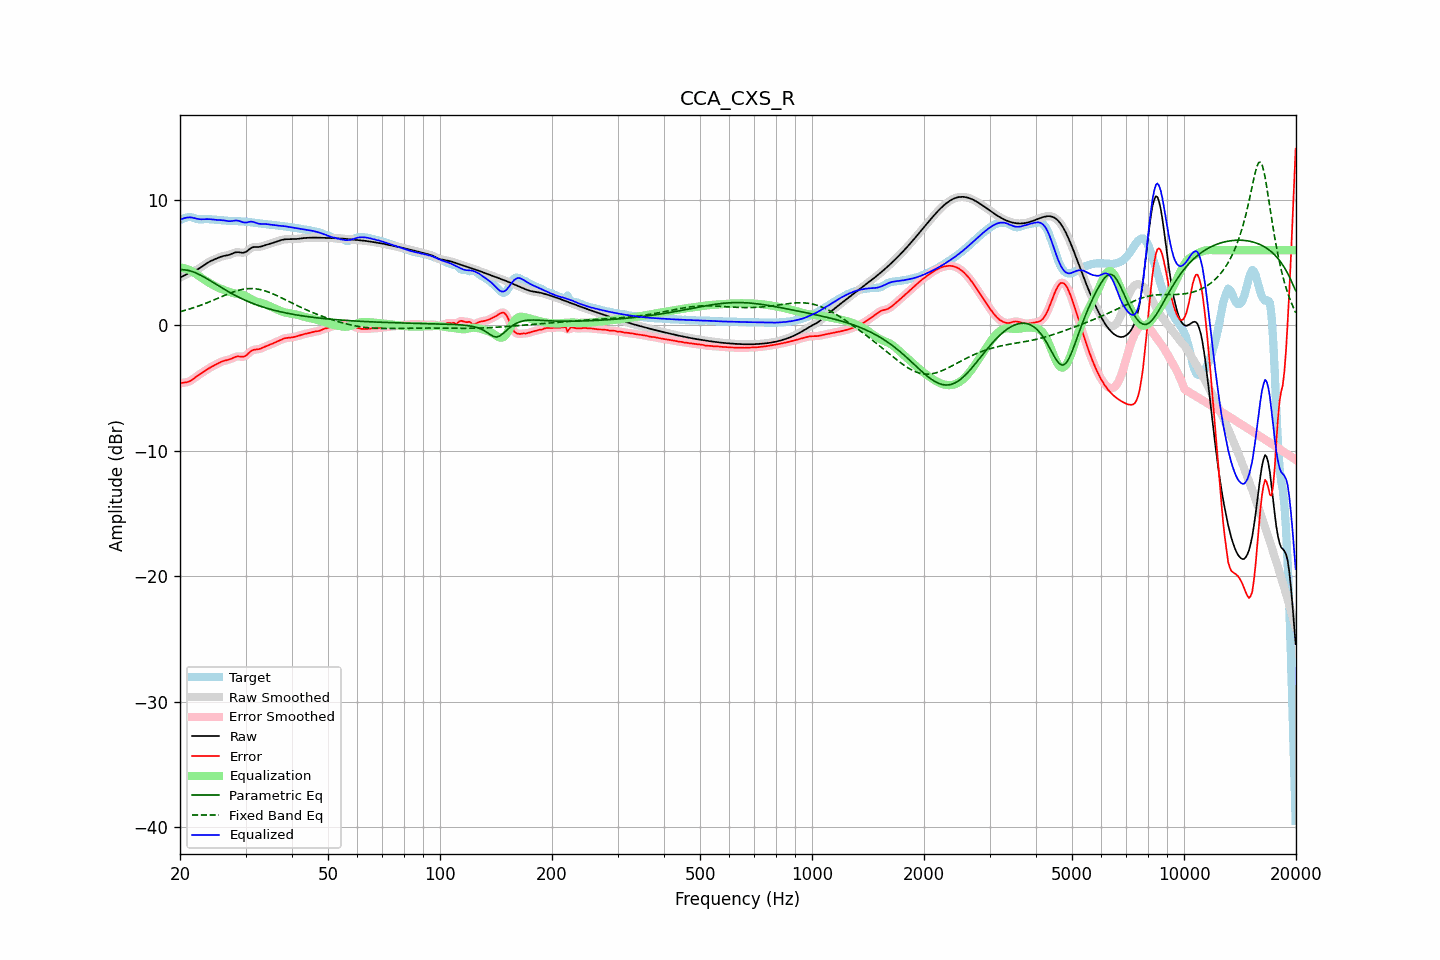 CCA_CXS_R
Amplitude (dBr)
10
0
−10
−20
−30
−40
Target
Raw Smoothed
Error Smoothed
Raw
Error
Equalization
Parametric Eq
Fixed Band Eq
Equalized
20 50 100 200 500 1000 2000 5000 10000 20000
Frequency (Hz)